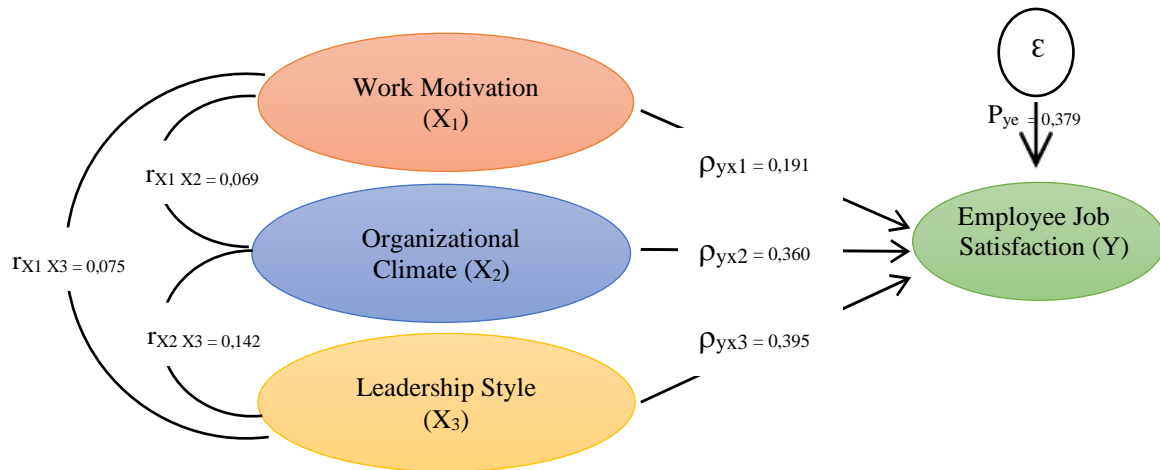 Work Motivation
(X₁)
ε
Pye = 0,379
rX1 X2 = 0,069
ρyx1 = 0,191
Organizational
Climate (X₂)
ρyx2 = 0,360
Employee Job
Satisfaction (Y)
rX1 X3 = 0,075
rX2 X3 = 0,142
ρyx3 = 0,395
Leadership Style
(X₃)